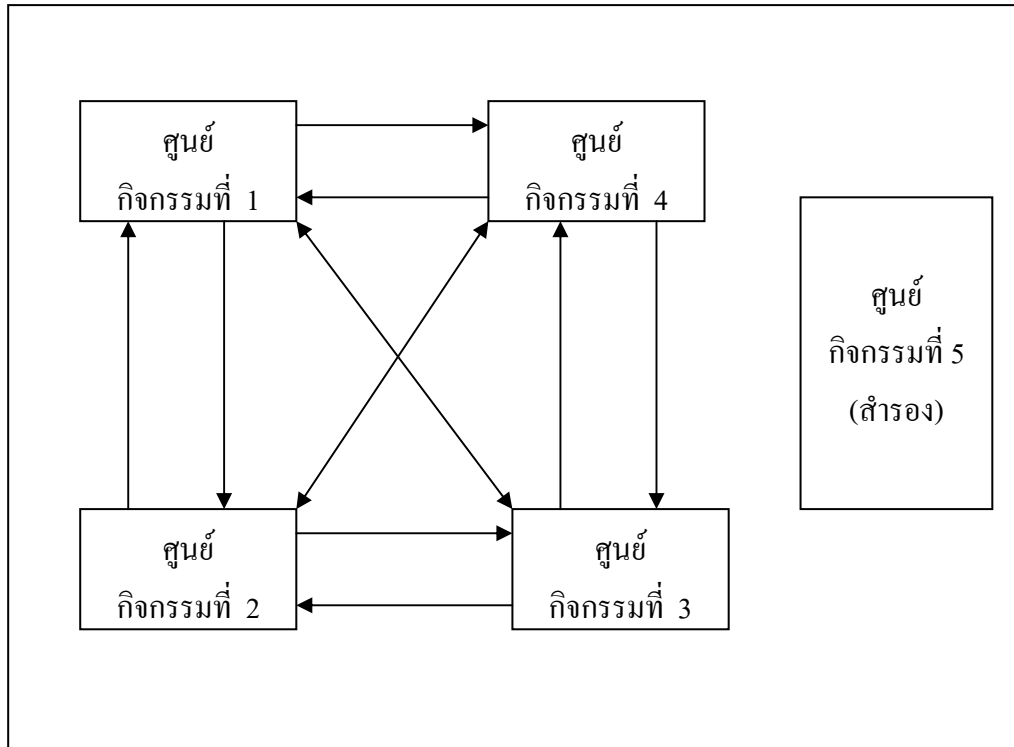 ศูนย์
กิจกรรมที่ 1
ศูนย์
กิจกรรมที่ 4
ศูนย์
กิจกรรมที่ 5
(สำรอง)
ศูนย์
กิจกรรมที่ 2
ศูนย์
กิจกรรมที่ 3